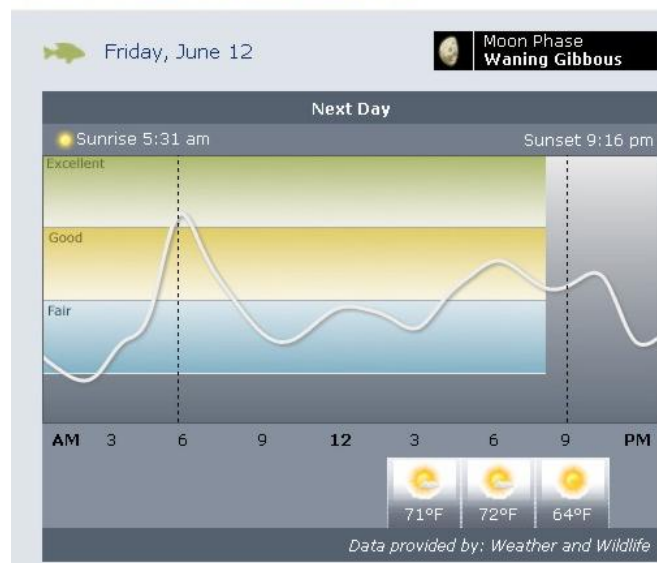 Friday, June 12
Moon Phase
Waning Gibbous
Next Day
Sunrise 5:31 am
Sunset 9:16 pm
Excellent
Good
Fair
AM 3 6 9 12 3 6 9 PM
71°F 72°F 64°F
Data provided by: Weather and Wildlife